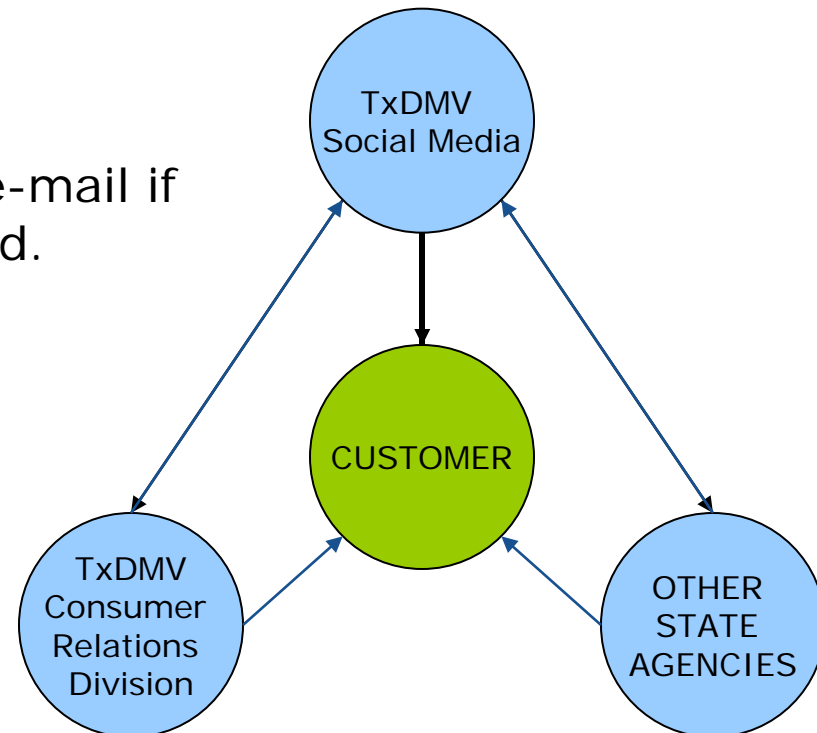 TxDMV
Social Media
e-mail if
d.
CUSTOMER
TxDMV
Consumer
Relations
Division
OTHER
STATE
AGENCIES